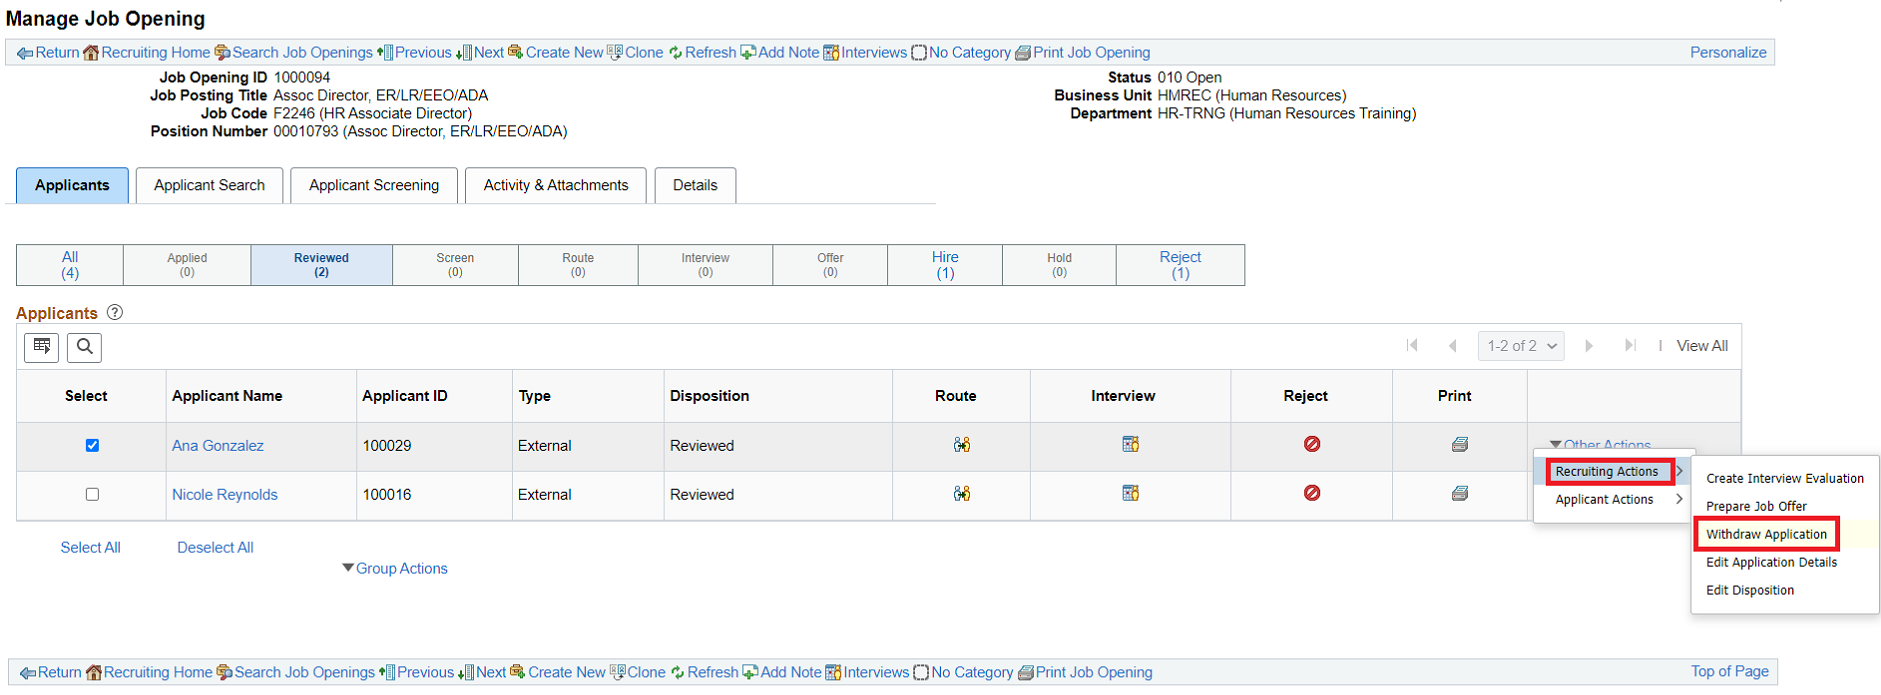 Manage Job Opening
Return Recruiting Home Search Job Openings Previous Next Create New Clone Refresh Add Note Interviews No Category Print Job Opening Personalize
Job Opening ID 1000094 Status 010 Open
Job Posting Title Assoc Director, ER/LR/EEO/ADA Business Unit HMREC (Human Resources)
Job Code F2246 (HR Associate Director) Department HR-TRNG (Human Resources Training)
Position Number 00010793 (Assoc Director, ER/LR/EEO/ADA)
Applicants Applicant Search Applicant Screening Activity & Attachments Details
All Applied Reviewed Screen Route Interview Offer Hire Hold Reject
(4) (0) (2) (0) (0) (0) (0) (1) (0) (1)
Applicants ?
1-2 of 2 View All
Select Applicant Name Applicant ID Type Disposition Route Interview Reject Print
Ana Gonzalez 100029 External Reviewed Other Actions
Recruiting Actions
Applicant Actions
Create Interview Evaluation
Prepare Job Offer
Withdraw Application
Edit Application Details
Edit Disposition
Nicole Reynolds 100016 External Reviewed
Select All Deselect All
Group Actions
Return Recruiting Home Search Job Openings Previous Next Create New Clone Refresh Add Note Interviews No Category Print Job Opening Top of Page